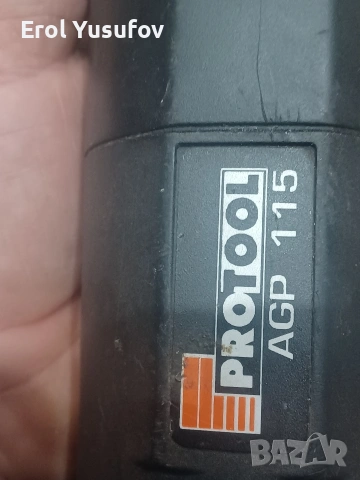 Erol Yusufov
PROTOOL
AGP 115
BAZAR